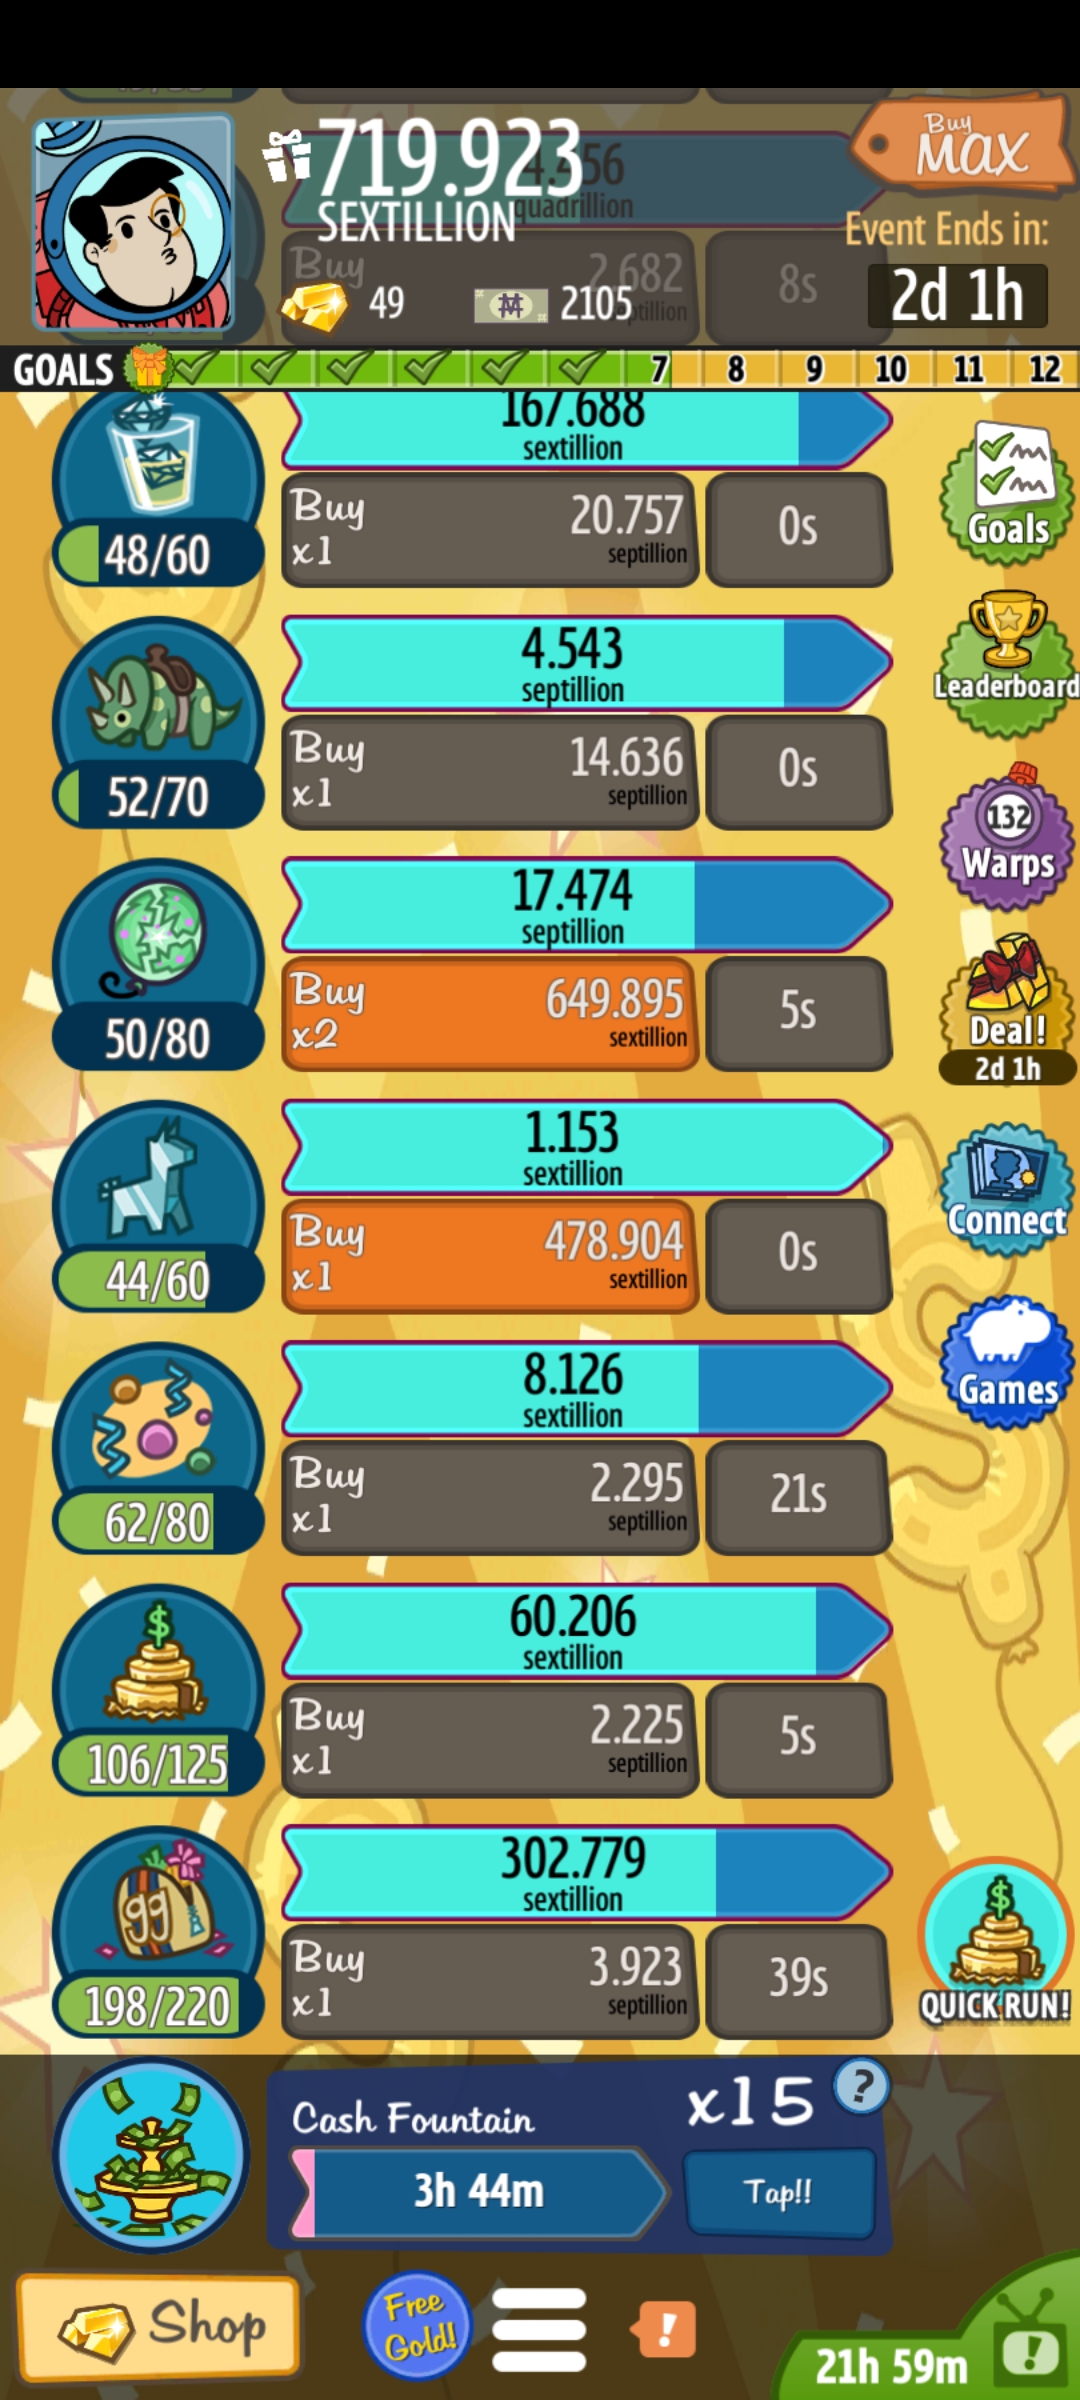 719.923
SEXTILLION
quadrillion
Buy
MAX
Event Ends in:
2d 1h
49
2105
Buy
2.682
8s
GOALS
7 8 9 10 11 12
167.688
sextillion
Buy
x1
20.757
septillion
0s
48/60
Goals
4.543
septillion
Buy
x1
14.636
septillion
0s
52/70
Leaderboard
132
Warps
17.474
septillion
Buy
x2
649.895
sextillion
5s
50/80
Deal!
2d 1h
1.153
sextillion
Buy
x1
478.904
sextillion
0s
44/60
Connect
8.126
sextillion
Buy
x1
2.295
septillion
21s
62/80
Games
$
60.206
sextillion
Buy
x1
2.225
septillion
5s
106/125
gg
302.779
sextillion
Buy
x1
3.923
septillion
39s
198/220
$
QUICK RUN!
Cash Fountain
x15
?
3h 44m
Tap!!
Shop
Free
Gold!
!
21h 59m
!